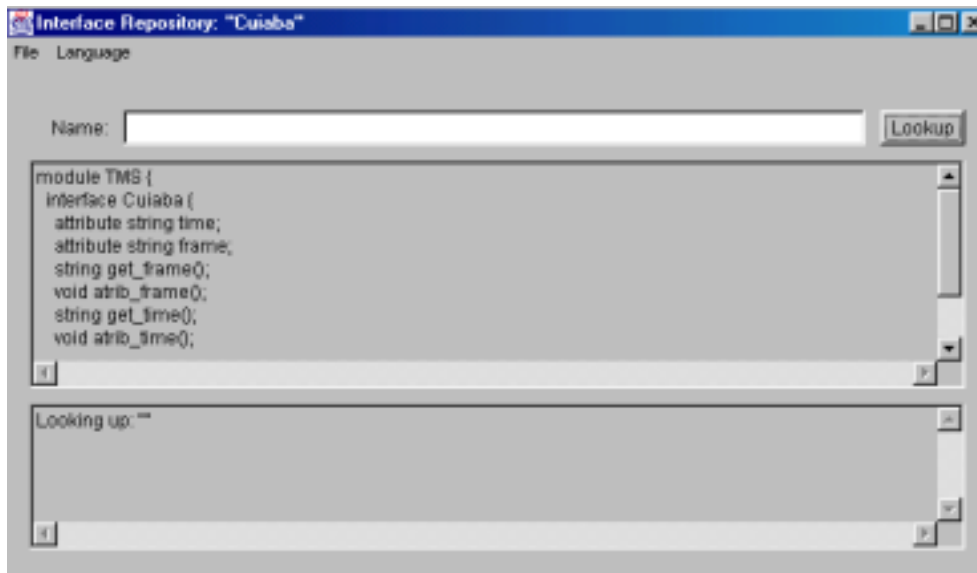 Interface Repository: "Cuiaba"
File Language
Name: Lookup
module TMS {
interface Cuiaba {
attribute string time;
attribute string frame;
string get_frame();
void atrib_frame();
string get_time();
void atrib_time();
Looking up: ""